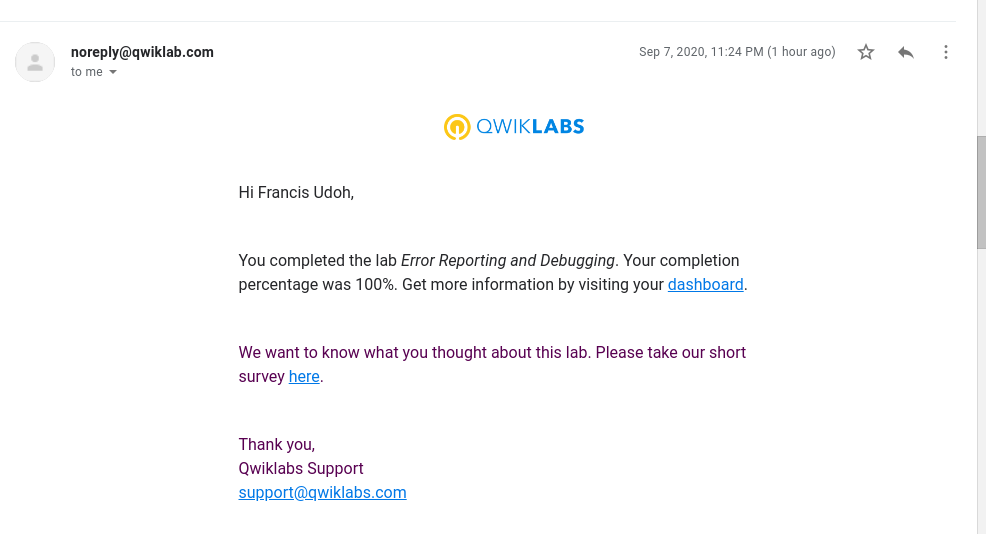 noreply@qwiklab.com
Sep 7, 2020, 11:24 PM (1 hour ago)
to me
QWIKLABS
Hi Francis Udoh,
You completed the lab Error Reporting and Debugging. Your completion
percentage was 100%. Get more information by visiting your dashboard.
We want to know what you thought about this lab. Please take our short
survey here.
Thank you,
Qwiklabs Support
support@qwiklabs.com